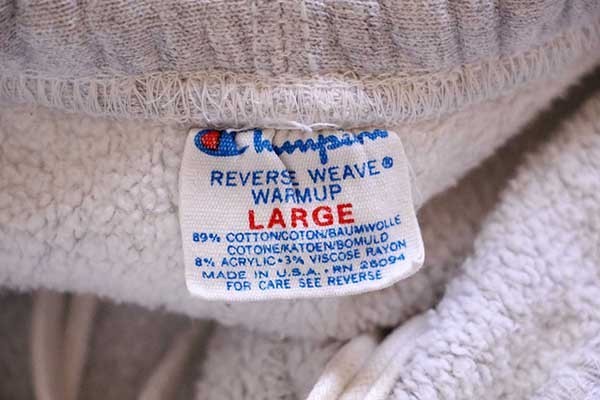 Champion
REVERSE WEAVE®
WARMUP
LARGE
89% COTTON/COTON/BAUMWOLLE
COTONE/KATOEN/BOMULD
8% ACRYLIC • 3% VISCOSE RAYON
MADE IN U.S.A. • RN 26094
FOR CARE SEE REVERSE